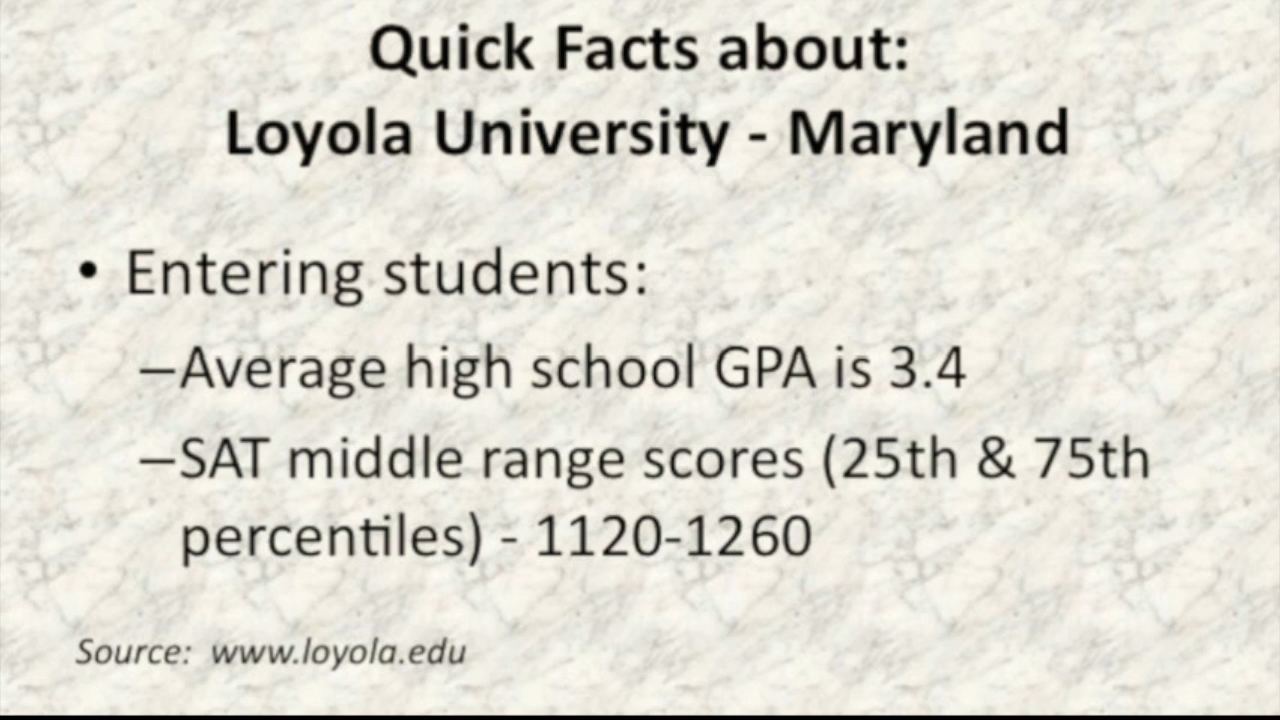 Quick Facts about:
Loyola University - Maryland
• Entering students:
–Average high school GPA is 3.4
–SAT middle range scores (25th & 75th
percentiles) - 1120-1260
Source: www.loyola.edu